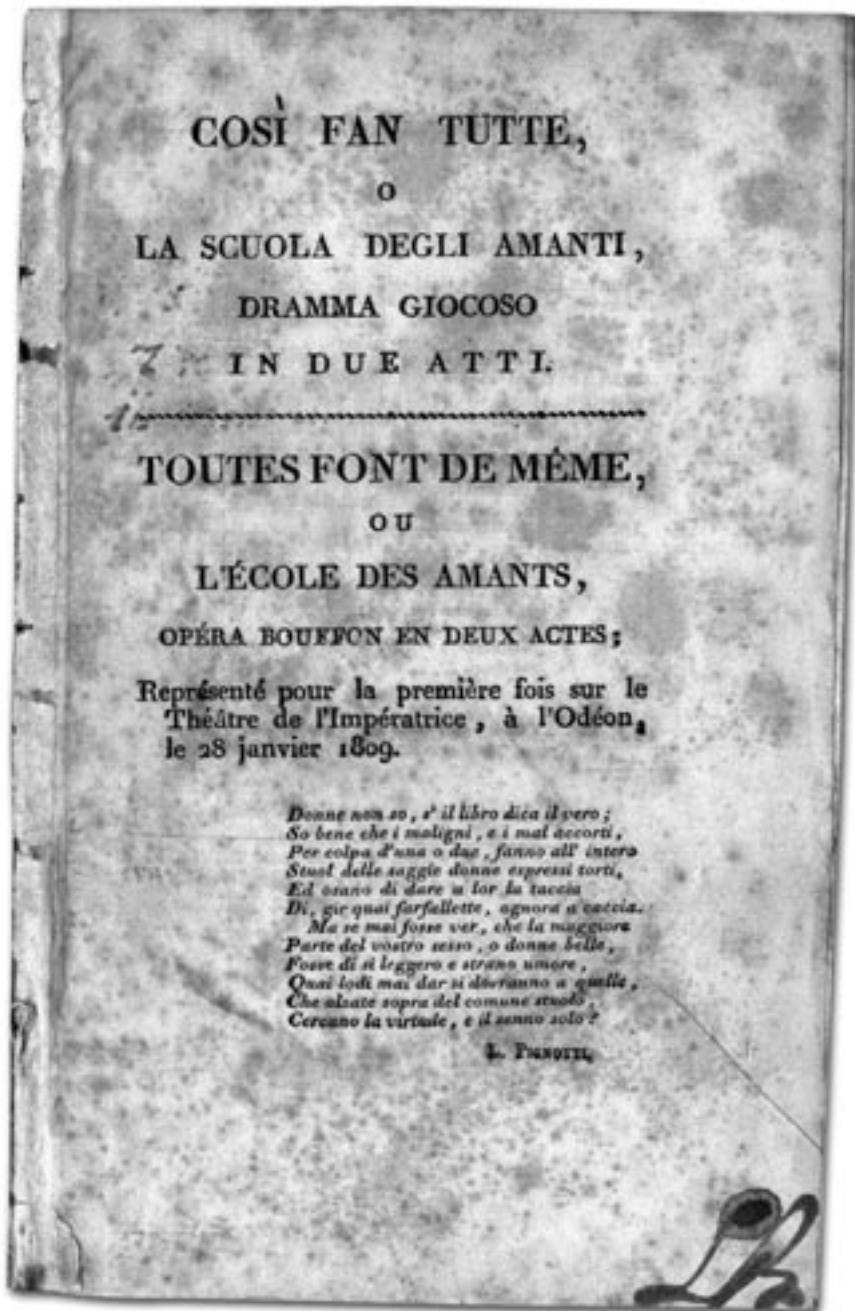 COSÌ FAN TUTTE,
O
LA SCUOLA DEGLI AMANTI,
DRAMMA GIOCOSO
IN DUE ATTI.
TOUTES FONT DE MÊME,
OU
L'ÉCOLE DES AMANTS,
OPÉRA BOUFFON EN DEUX ACTES;
Représenté pour la première fois sur le
Théâtre de l'Impératrice, à l'Odéon,
le 28 janvier 1809.
Donne non so, s' il libro dica il vero;
So bene che i maligni, e i mal accorti,
Per colpa d'una o due, fanno all' intero
Stuol delle saggie donne espressi torti,
Ed osano di dare a lor la taccia
Di, gir quai farfallette, ognora a caccia.
Ma se mai fosse ver, che la maggiore
Parte del vostro sesso, o donne belle,
Fosse di sì leggero e strano umore,
Quai lodi mai dar si dovranno a quelle,
Che alzate sopra del comune stuolo,
Cercano la virtude, e il senno solo?
L. PIGNOTTI.